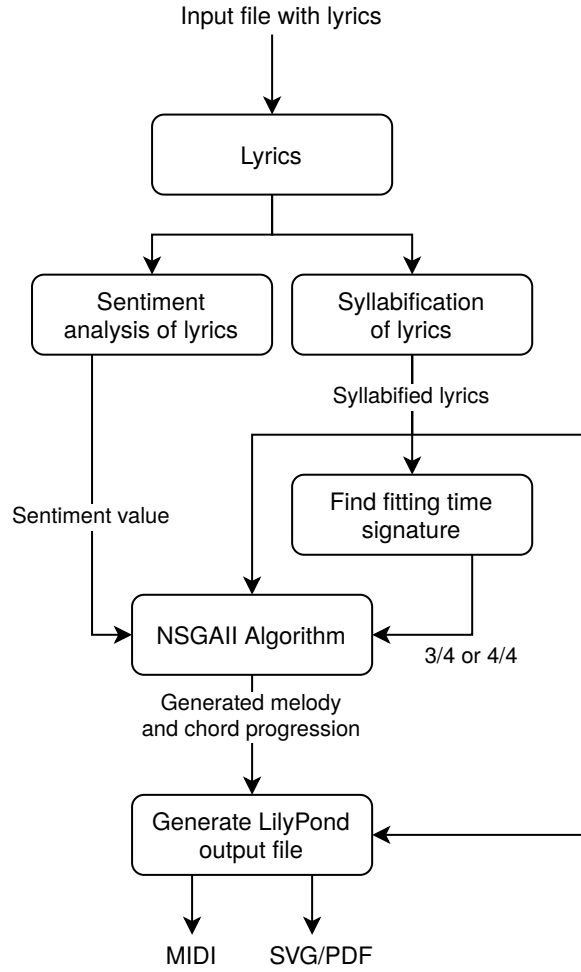 Input file with lyrics
Lyrics
Sentiment
analysis of lyrics
Syllabification
of lyrics
Syllabified lyrics
Find fitting time
signature
Sentiment value
NSGAII Algorithm
3/4 or 4/4
Generated melody
and chord progression
Generate LilyPond
output file
MIDI
SVG/PDF